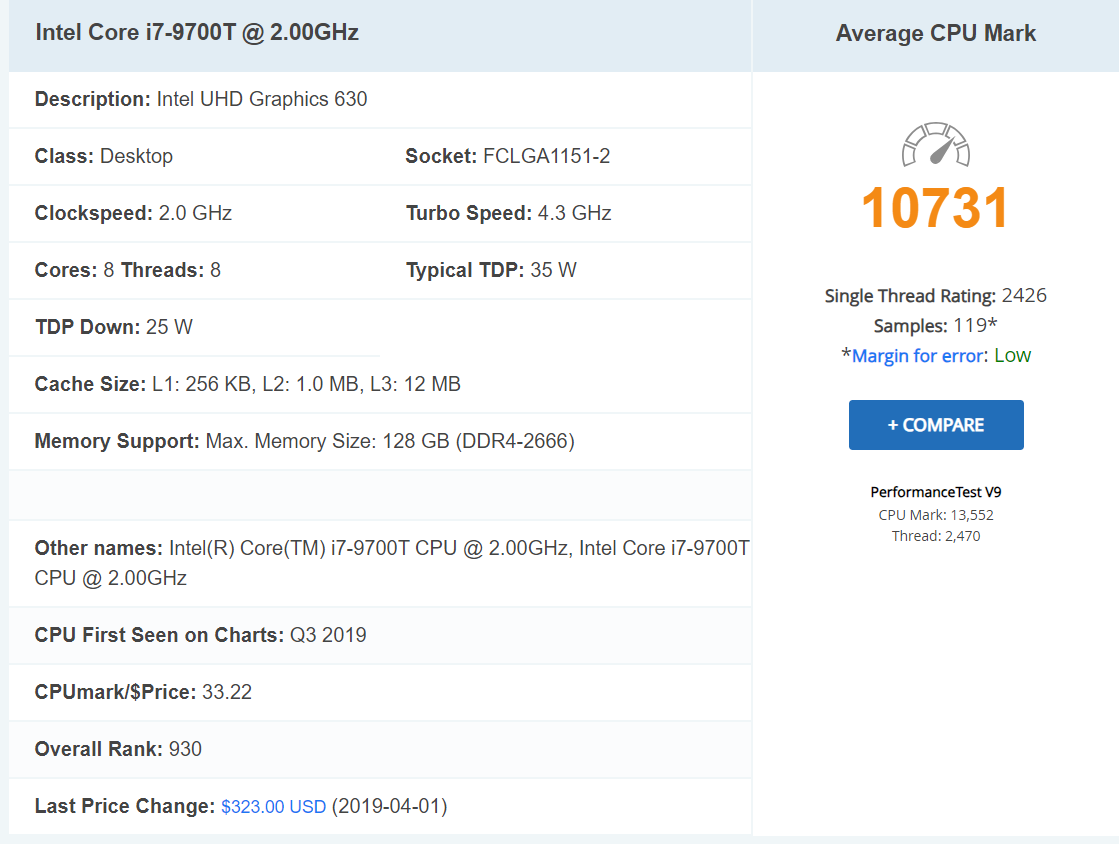 Intel Core i7-9700T @ 2.00GHz
Average CPU Mark
Description: Intel UHD Graphics 630
Class: Desktop
Socket: FCLGA1151-2
Clockspeed: 2.0 GHz
Turbo Speed: 4.3 GHz
Cores: 8 Threads: 8
Typical TDP: 35 W
TDP Down: 25 W
Cache Size: L1: 256 KB, L2: 1.0 MB, L3: 12 MB
Memory Support: Max. Memory Size: 128 GB (DDR4-2666)
Other names: Intel(R) Core(TM) i7-9700T CPU @ 2.00GHz, Intel Core i7-9700T
CPU @ 2.00GHz
CPU First Seen on Charts: Q3 2019
CPUmark/$Price: 33.22
Overall Rank: 930
Last Price Change: $323.00 USD (2019-04-01)
10731
Single Thread Rating: 2426
Samples: 119*
*Margin for error: Low
+ COMPARE
PerformanceTest V9
CPU Mark: 13,552
Thread: 2,470